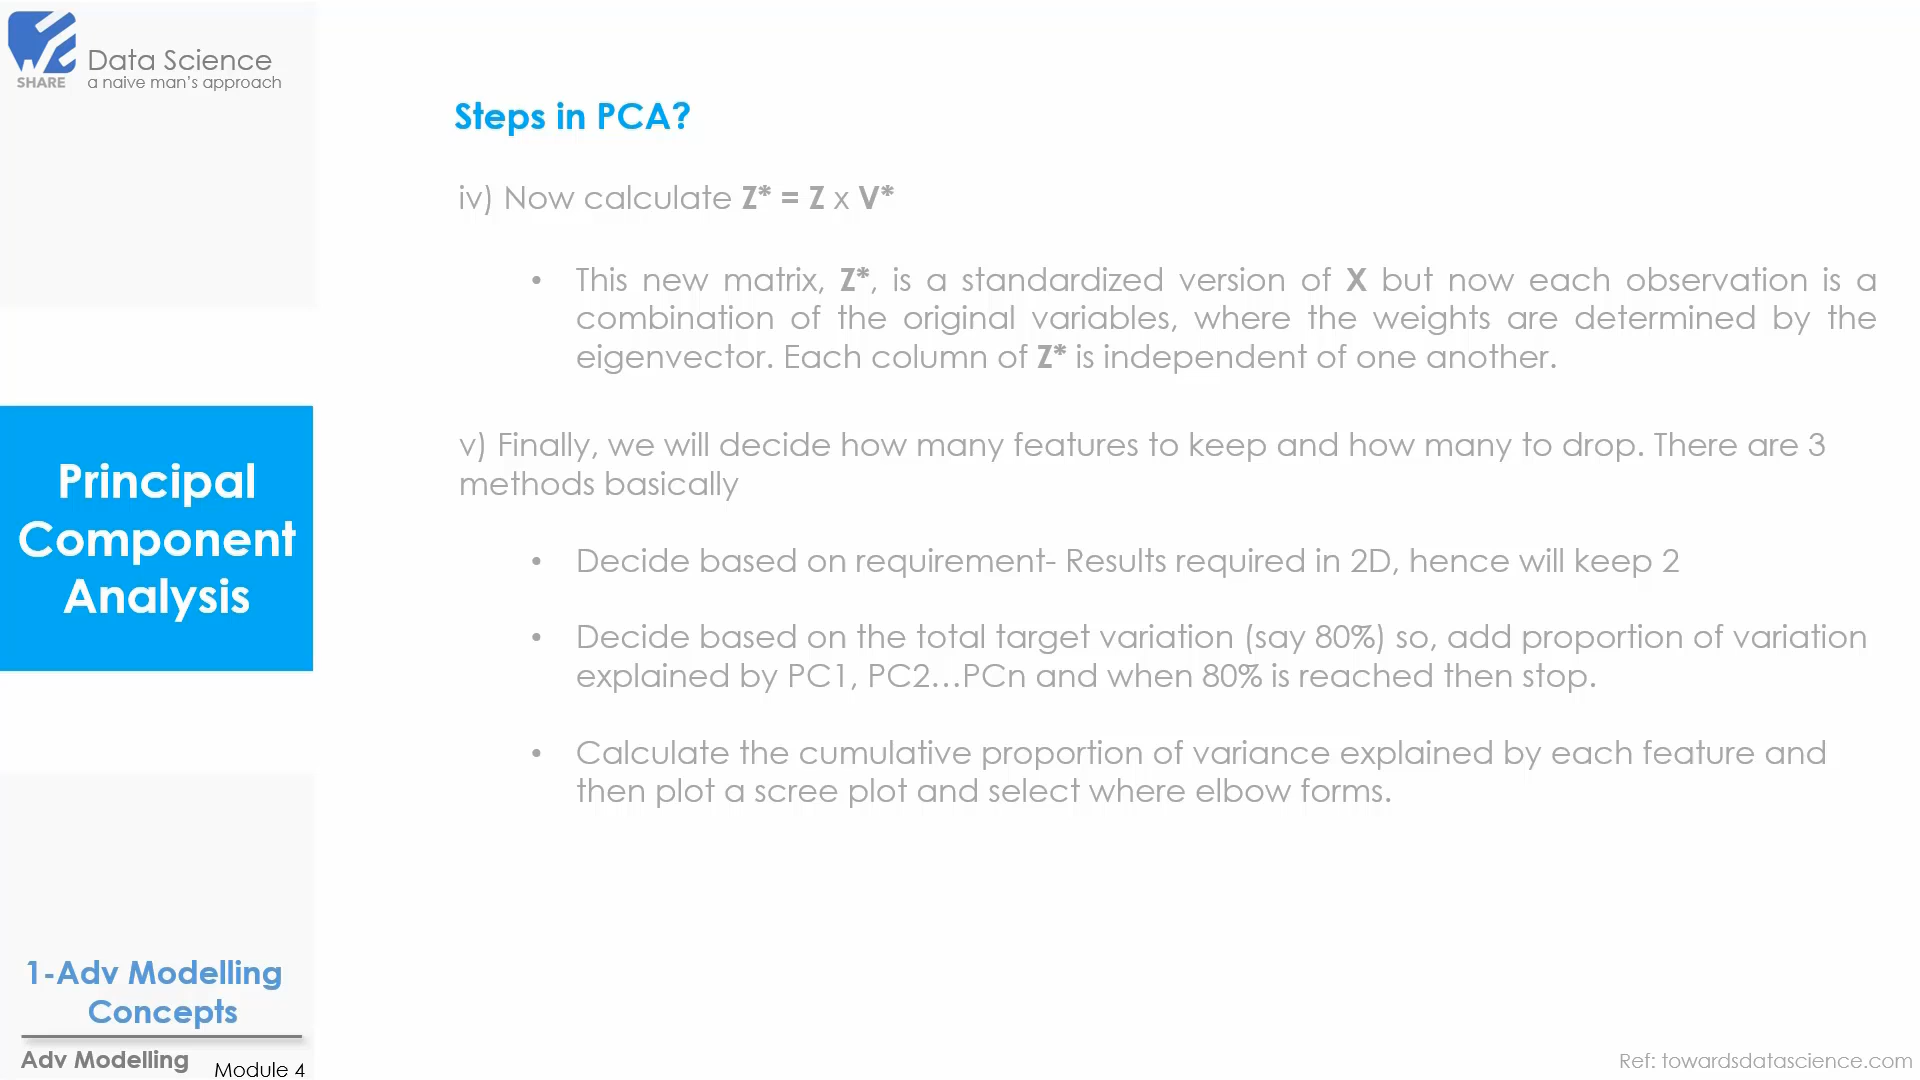 SHARE
Data Science
a naive man's approach
Steps in PCA?
iv) Now calculate Z* = Z x V*
• This new matrix, Z*, is a standardized version of X but now each observation is a
combination of the original variables, where the weights are determined by the
eigenvector. Each column of Z* is independent of one another.
v) Finally, we will decide how many features to keep and how many to drop. There are 3
methods basically
• Decide based on requirement- Results required in 2D, hence will keep 2
• Decide based on the total target variation (say 80%) so, add proportion of variation
explained by PC1, PC2...PCn and when 80% is reached then stop.
• Calculate the cumulative proportion of variance explained by each feature and
then plot a scree plot and select where elbow forms.
Principal
Component
Analysis
1-Adv Modelling
Concepts
Adv Modelling
Module 4
Ref: towardsdatascience.com